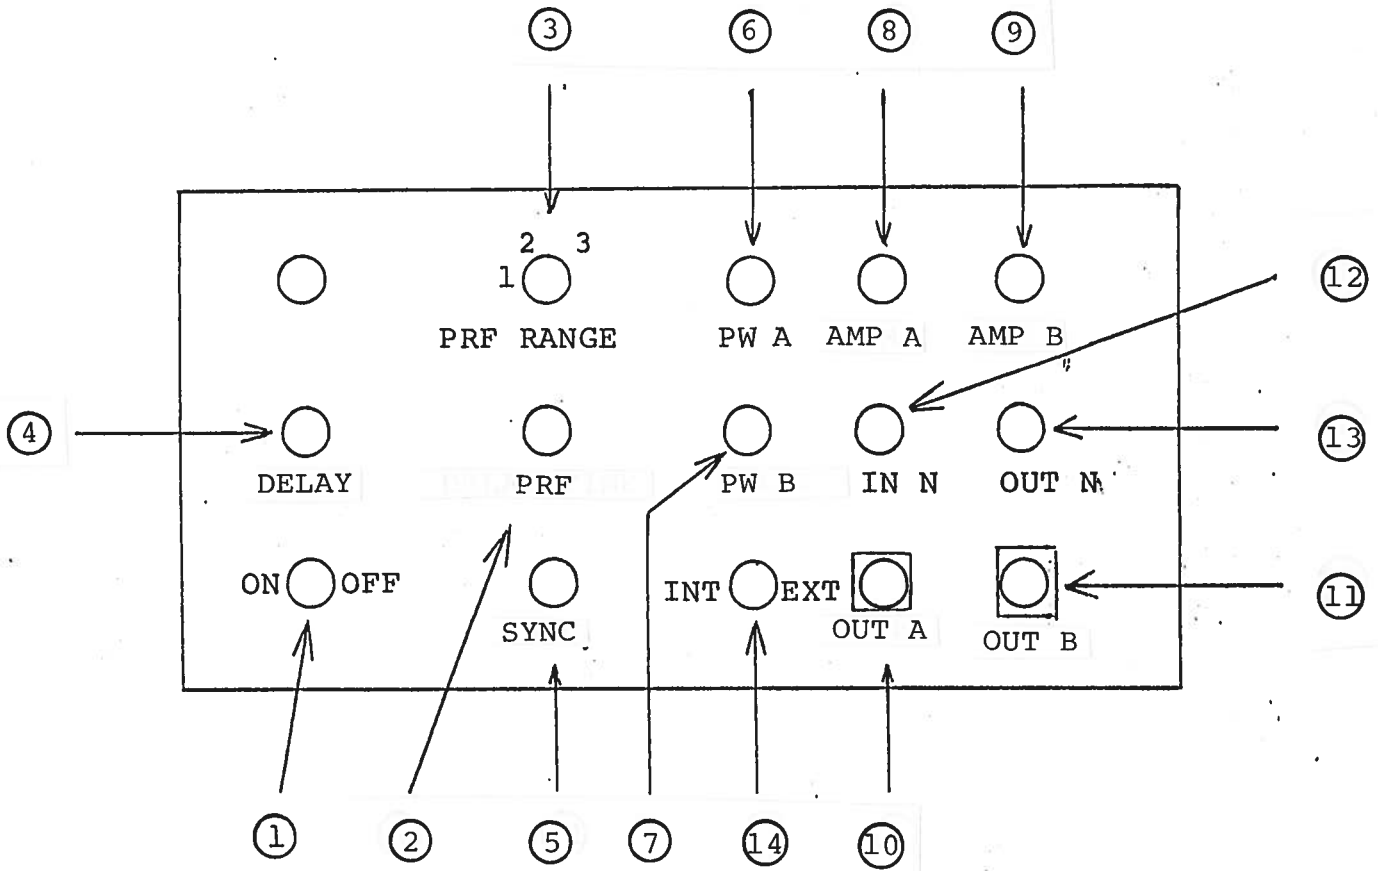 3 6 8 9
2 3
1
12
PRF RANGE PW A AMP A AMP B
4
13
DELAY PRF PW B IN N OUT N
ON OFF INT EXT
11
SYNC OUT A OUT B
1 2 5 7 14 10